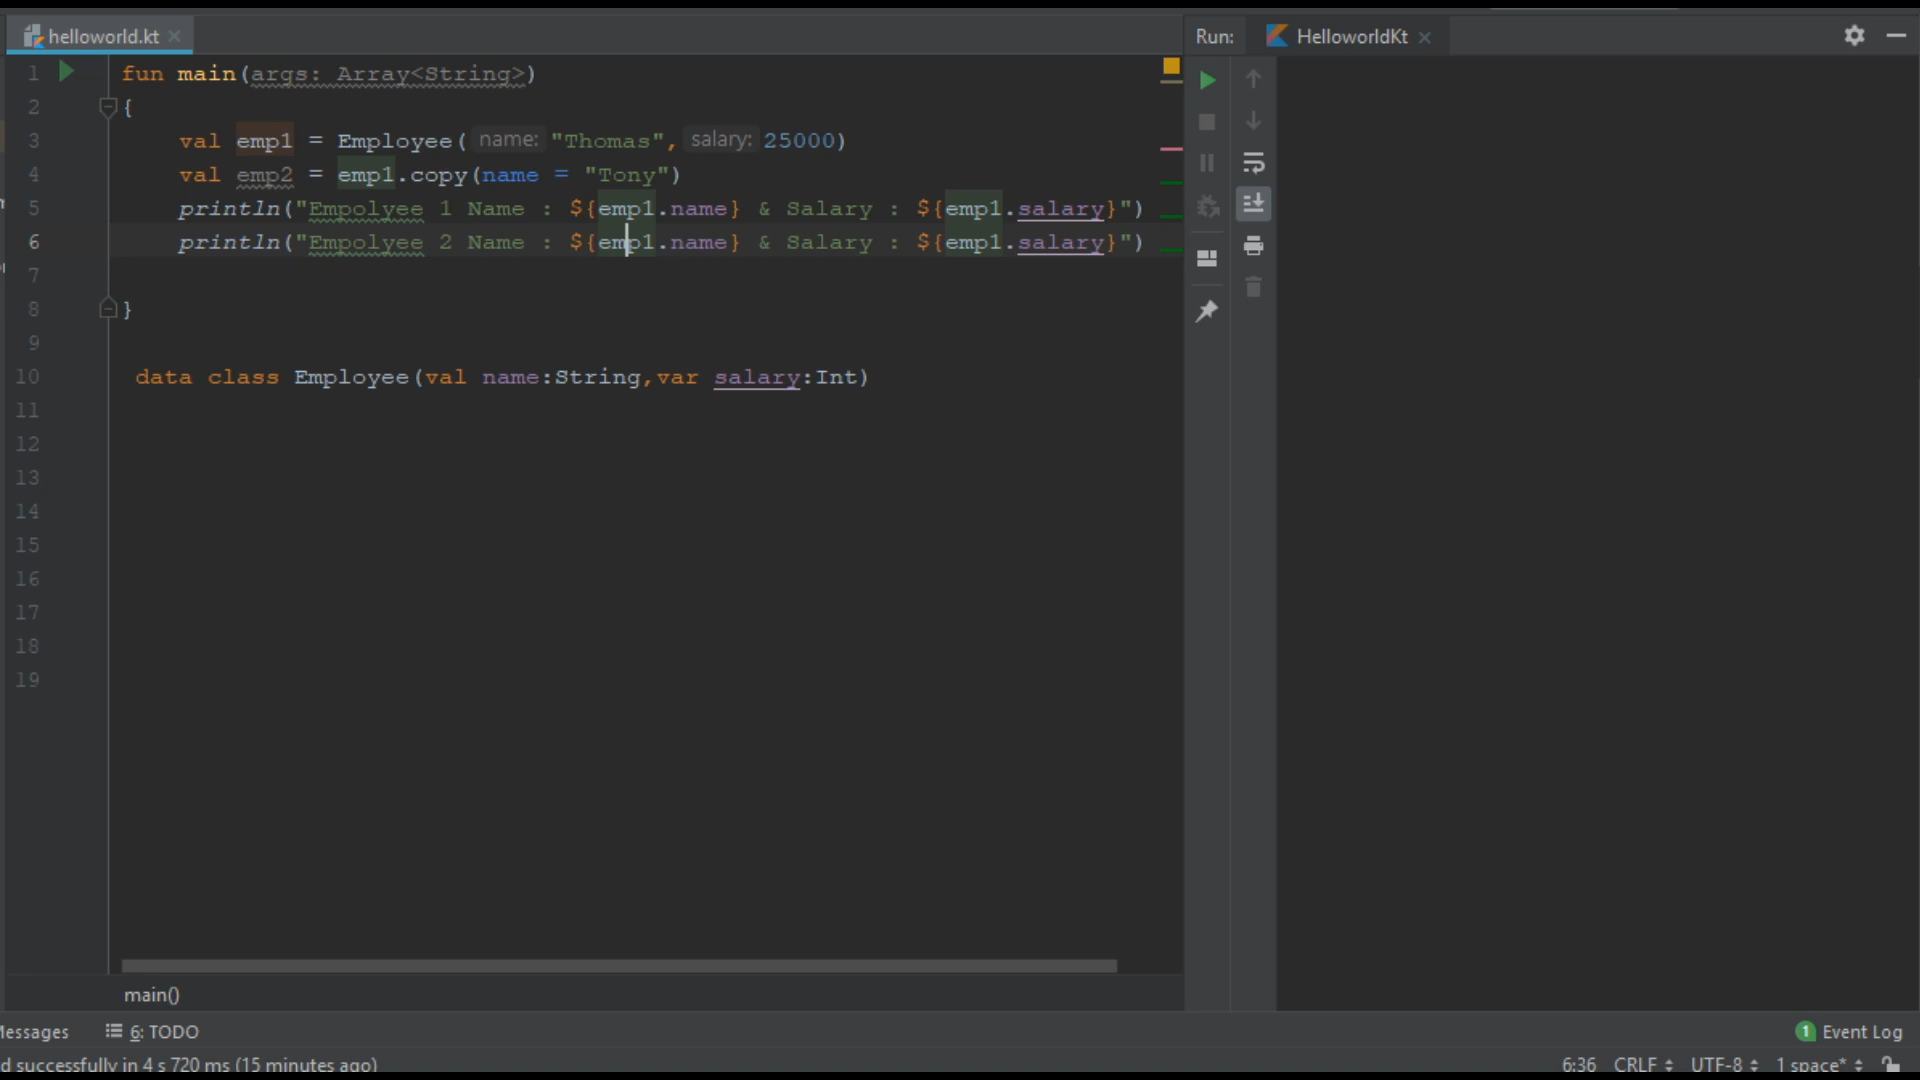 helloworld.kt
Run: HelloworldKt
1 fun main(args: Array<String>)
2 {
3 val emp1 = Employee( name: "Thomas", salary: 25000)
4 val emp2 = emp1.copy(name = "Tony")
5 println("Empolyee 1 Name : ${emp1.name} & Salary : ${emp1.salary}")
6 println("Empolyee 2 Name : ${emp1.name} & Salary : ${emp1.salary}")
7
8 }
9
10 data class Employee(val name:String,var salary:Int)
11
12
13
14
15
16
17
18
19
main()
Messages 6: TODO 1 Event Log
d successfully in 4 s 720 ms (15 minutes ago) 6:36 CRLF UTF-8 1 space*